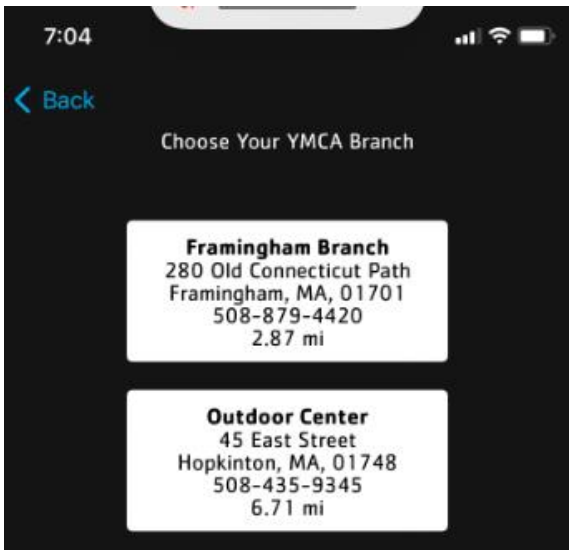 7:04
Back
Choose Your YMCA Branch
Framingham Branch
280 Old Connecticut Path
Framingham, MA, 01701
508-879-4420
2.87 mi
Outdoor Center
45 East Street
Hopkinton, MA, 01748
508-435-9345
6.71 mi